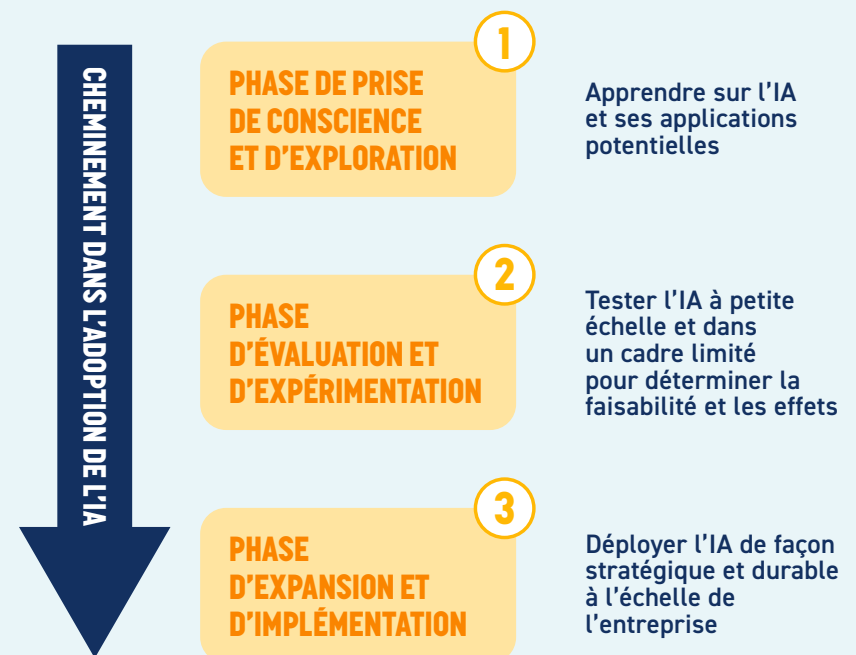 CHEMINEMENT DANS L'ADOPTION DE L'IA
1
PHASE DE PRISE
DE CONSCIENCE
ET D'EXPLORATION
Apprendre sur l'IA
et ses applications
potentielles
2
PHASE
D'ÉVALUATION ET
D'EXPÉRIMENTATION
Tester l'IA à petite
échelle et dans
un cadre limité
pour déterminer la
faisabilité et les effets
3
PHASE
D'EXPANSION ET
D'IMPLÉMENTATION
Déployer l'IA de façon
stratégique et durable
à l'échelle de
l'entreprise